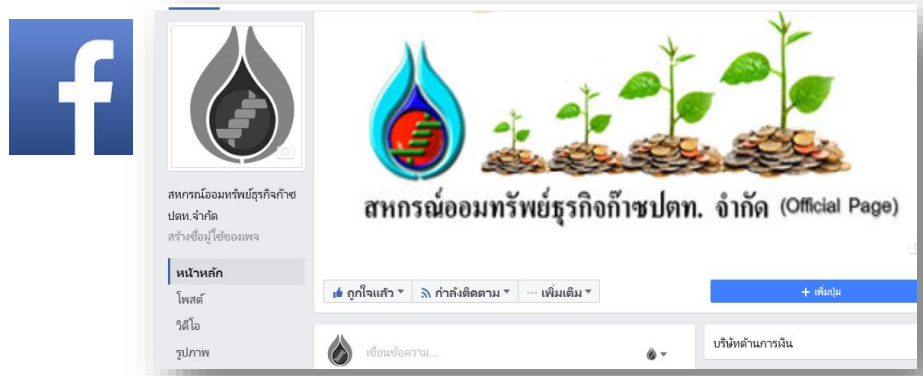 f
สหกรณ์ออมทรัพย์ธุรกิจก๊าซปตท. จำกัด (Official Page)
สหกรณ์ออมทรัพย์ธุรกิจก๊าซ
ปตท.จำกัด
สร้างชื่อผู้ใช้ของเพจ
หน้าหลัก
โพสต์
วิดีโอ
รูปภาพ
ถูกใจแล้ว
กำลังติดตาม
เพิ่มเติม
+ เพิ่มปุ่ม
เขียนข้อความ...
บริษัทด้านการเงิน